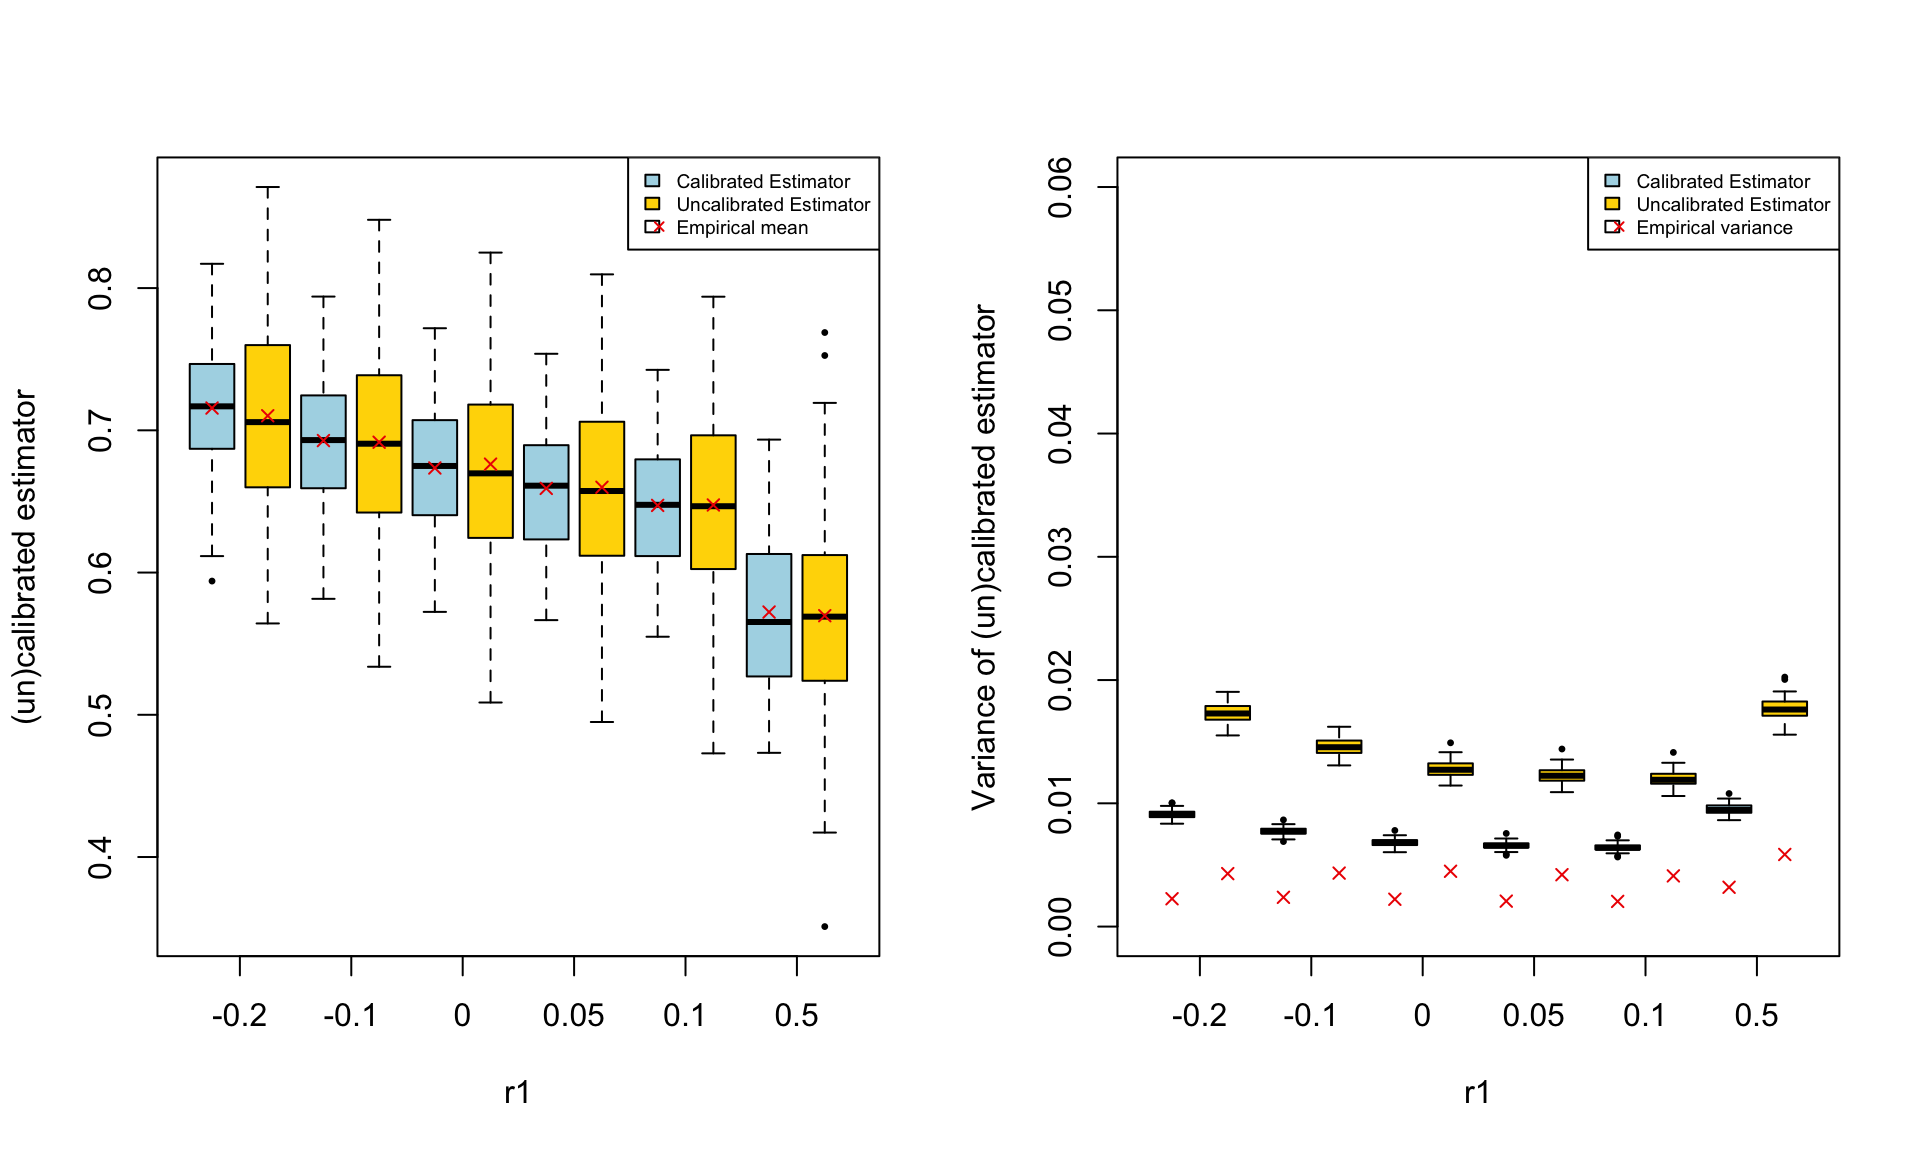 (un)calibrated estimator
0.8
0.7
0.6
0.5
0.4
Calibrated Estimator
Uncalibrated Estimator
Empirical mean
-0.2 -0.1 0 0.05 0.1 0.5
r1
Variance of (un)calibrated estimator
0.06
0.05
0.04
0.03
0.02
0.01
0.00
Calibrated Estimator
Uncalibrated Estimator
Empirical variance
-0.2 -0.1 0 0.05 0.1 0.5
r1